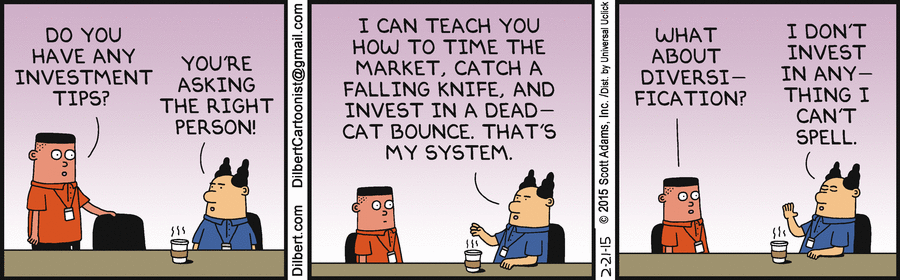 DO YOU
HAVE ANY
INVESTMENT
TIPS?
YOU'RE
ASKING
THE RIGHT
PERSON!
Dilbert.com DilbertCartoonist@gmail.com
I CAN TEACH YOU
HOW TO TIME THE
MARKET, CATCH A
FALLING KNIFE, AND
INVEST IN A DEAD—
CAT BOUNCE. THAT'S
MY SYSTEM.
2-21-15 © 2015 Scott Adams, Inc. /Dist. by Universal Uclick
WHAT
ABOUT
DIVERSI—
FICATION?
I DON'T
INVEST
IN ANY—
THING I
CAN'T
SPELL.